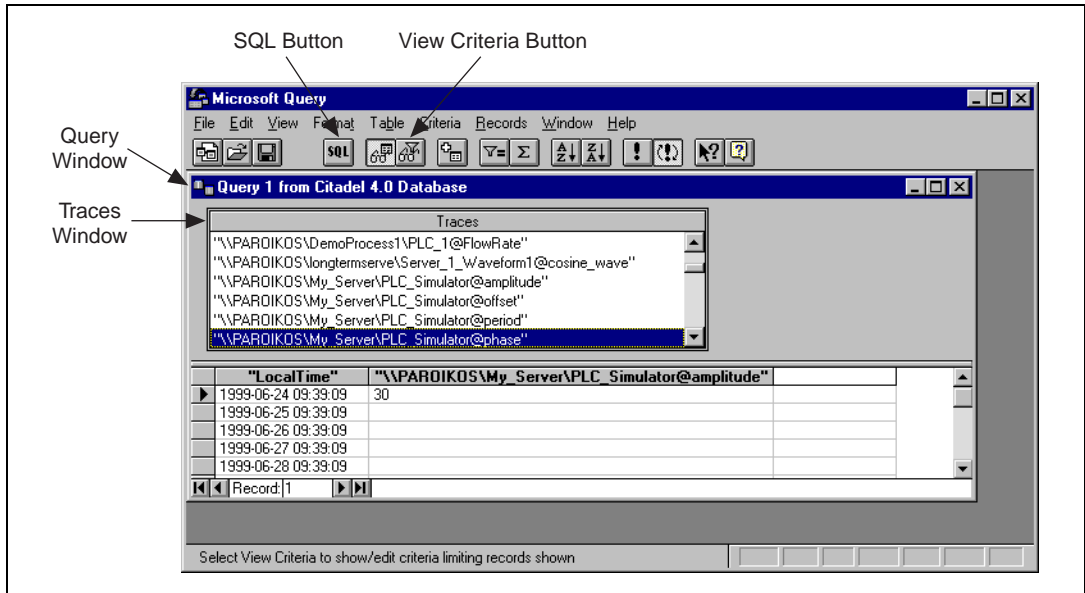 SQL Button
View Criteria Button
Microsoft Query
File Edit View Format Table Criteria Records Window Help
SQL
Query Window
Query 1 from Citadel 4.0 Database
Traces Window
Traces
"\\PAROIKOS\DemoProcess1\PLC_1@FlowRate"
"\\PAROIKOS\longtermserve\Server_1_Waveform1@cosine_wave"
"\\PAROIKOS\My_Server\PLC_Simulator@amplitude"
"\\PAROIKOS\My_Server\PLC_Simulator@offset"
"\\PAROIKOS\My_Server\PLC_Simulator@period"
"\\PAROIKOS\My_Server\PLC_Simulator@phase"
"LocalTime" "\\PAROIKOS\My_Server\PLC_Simulator@amplitude"
1999-06-24 09:39:09 30
1999-06-25 09:39:09
1999-06-26 09:39:09
1999-06-27 09:39:09
1999-06-28 09:39:09
Record: 1
Select View Criteria to show/edit criteria limiting records shown